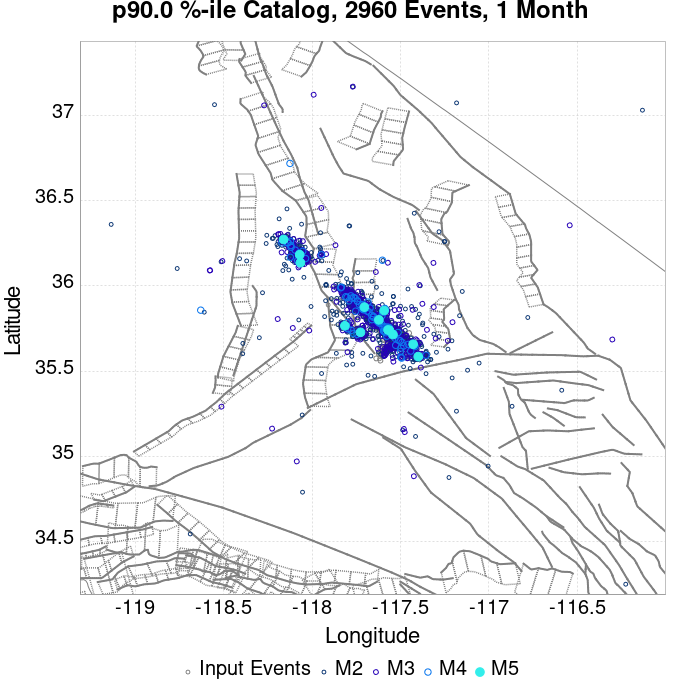 p90.0 %-ile Catalog, 2960 Events, 1 Month
37
36.5
36
35.5
35
34.5
Latitude
-119 -118.5 -118 -117.5 -117 -116.5
Longitude
Input Events M2 M3 M4 M5